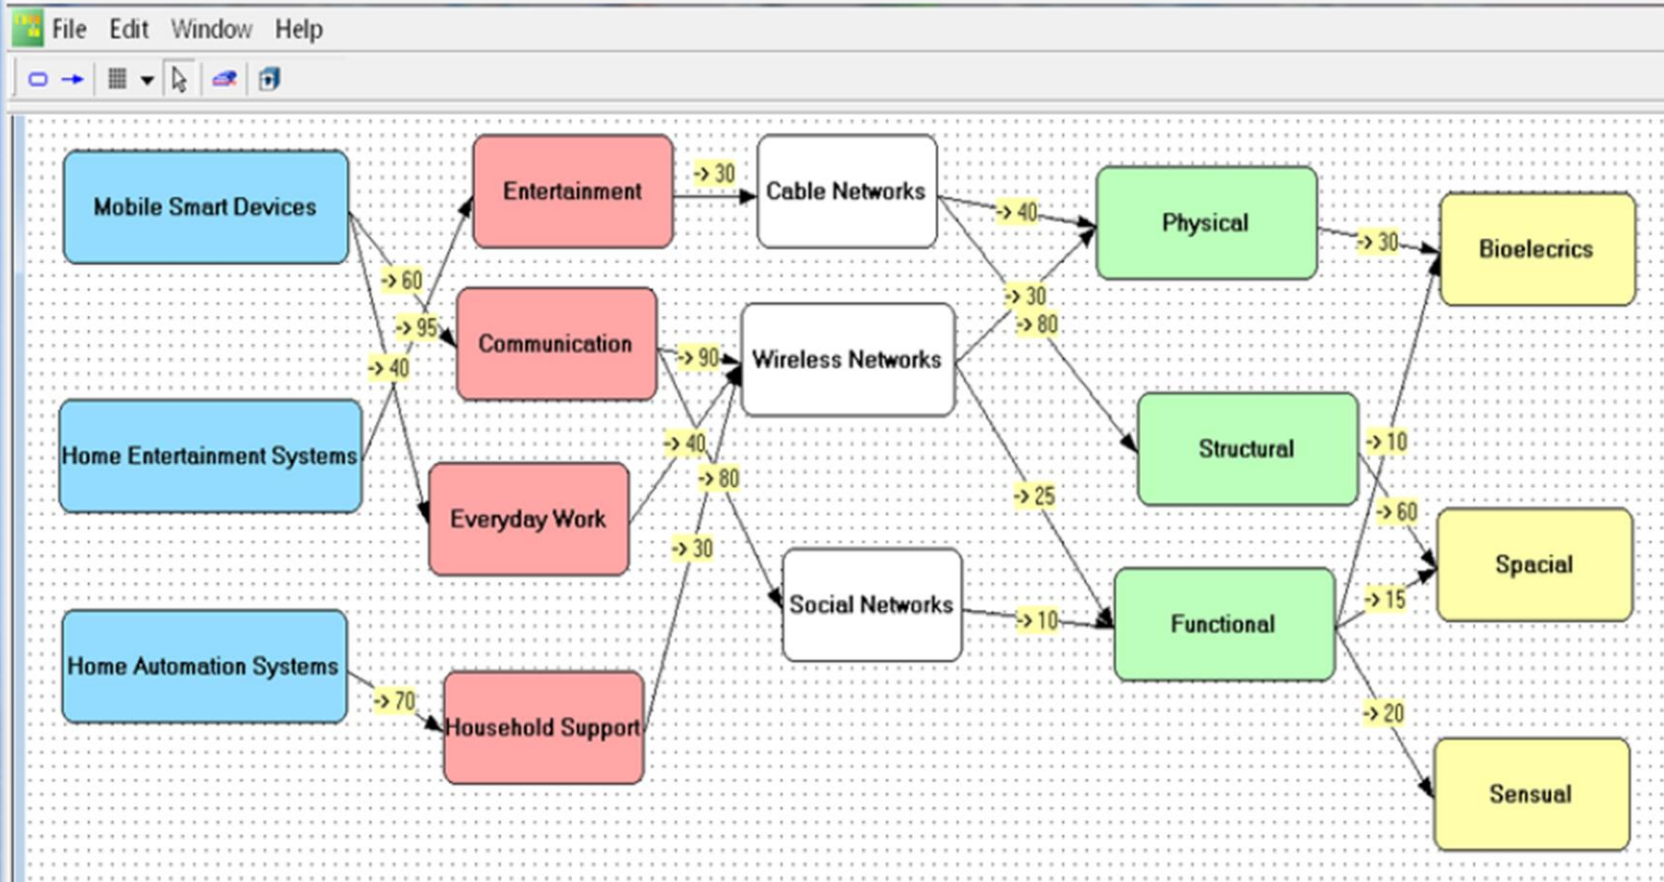 File Edit Window Help
Mobile Smart Devices
Home Entertainment Systems
Home Automation Systems
-> 60
-> 95
-> 40
-> 70
Entertainment
Communication
Everyday Work
Household Support
-> 30
-> 90
-> 40
-> 80
-> 30
Cable Networks
Wireless Networks
Social Networks
-> 40
-> 30
-> 80
-> 25
-> 10
Physical
Structural
Functional
-> 30
-> 10
-> 60
-> 15
-> 20
Bioelecrics
Spacial
Sensual